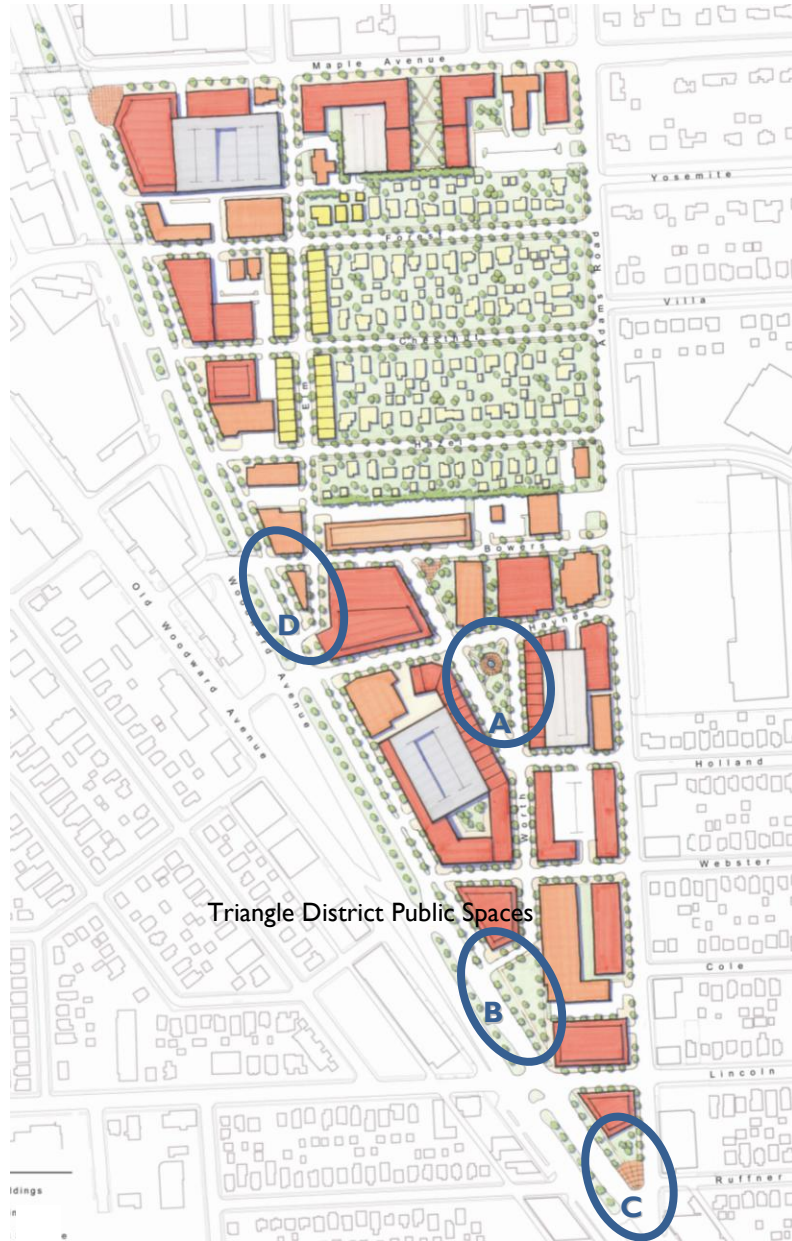 Maple Avenue
Yosemite
Forest
Adams Road
Villa
Chestnut
Elm
Hazel
Bowers
Old Woodward Avenue
Woodward Avenue
D
Haynes
A
Holland
Worth
Webster
Triangle District Public Spaces
Cole
B
Lincoln
Ruffner
C